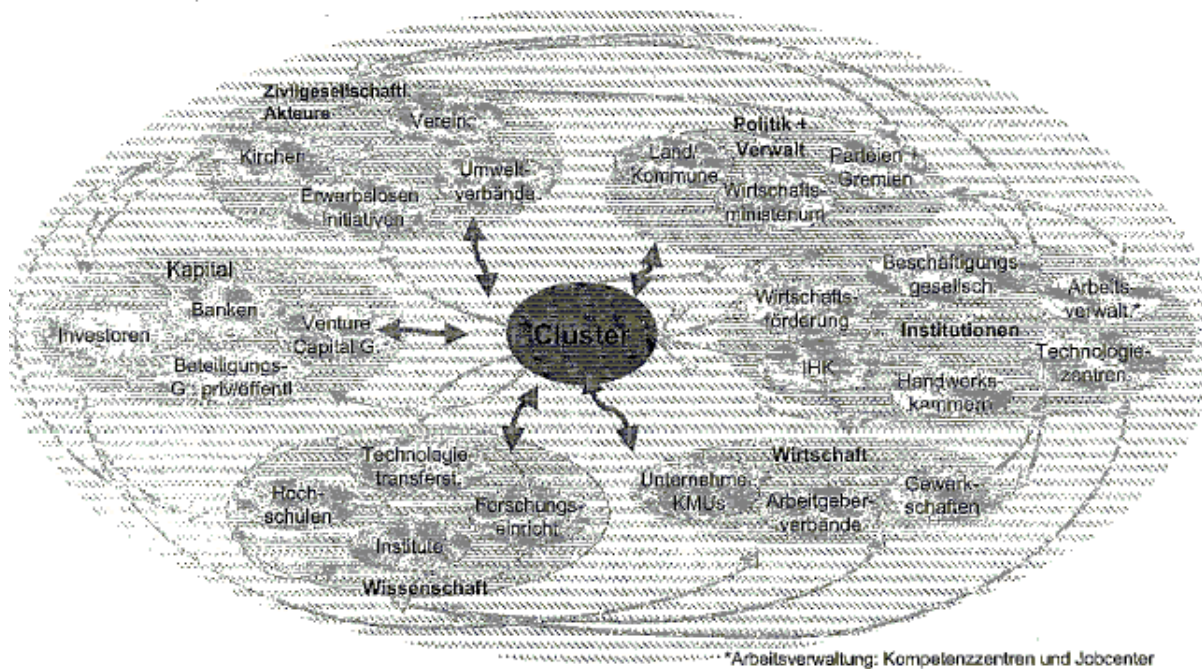 Zivilgesellschaftl.
Akteure
Verein.
Kirchen
Umwelt-
verbände
Erwerbslosen
Initiativen
Politik +
Verwalt
Land/
Kommune
Parteien +
Gremien
Wirtschafts-
ministerium
Kapital
Banken
Investoren
Venture
Capital G.
Beteiligungs-
G.: priv/öffentl
Cluster
Beschäftigungs
gesellsch.
Wirtschafts-
förderung
Arbeits-
verwalt.*
Institutionen
IHK
Technologie-
zentren
Handwerks-
kammern
Technologie
transferst.
Hoch-
schulen
Forschungs-
einricht.
Institute
Wissenschaft
Wirtschaft
Unternehme.
KMUs
Arbeitgeber-
verbände
Gewerk-
schaften
*Arbeitsverwaltung: Kompetenzzentren und Jobcenter